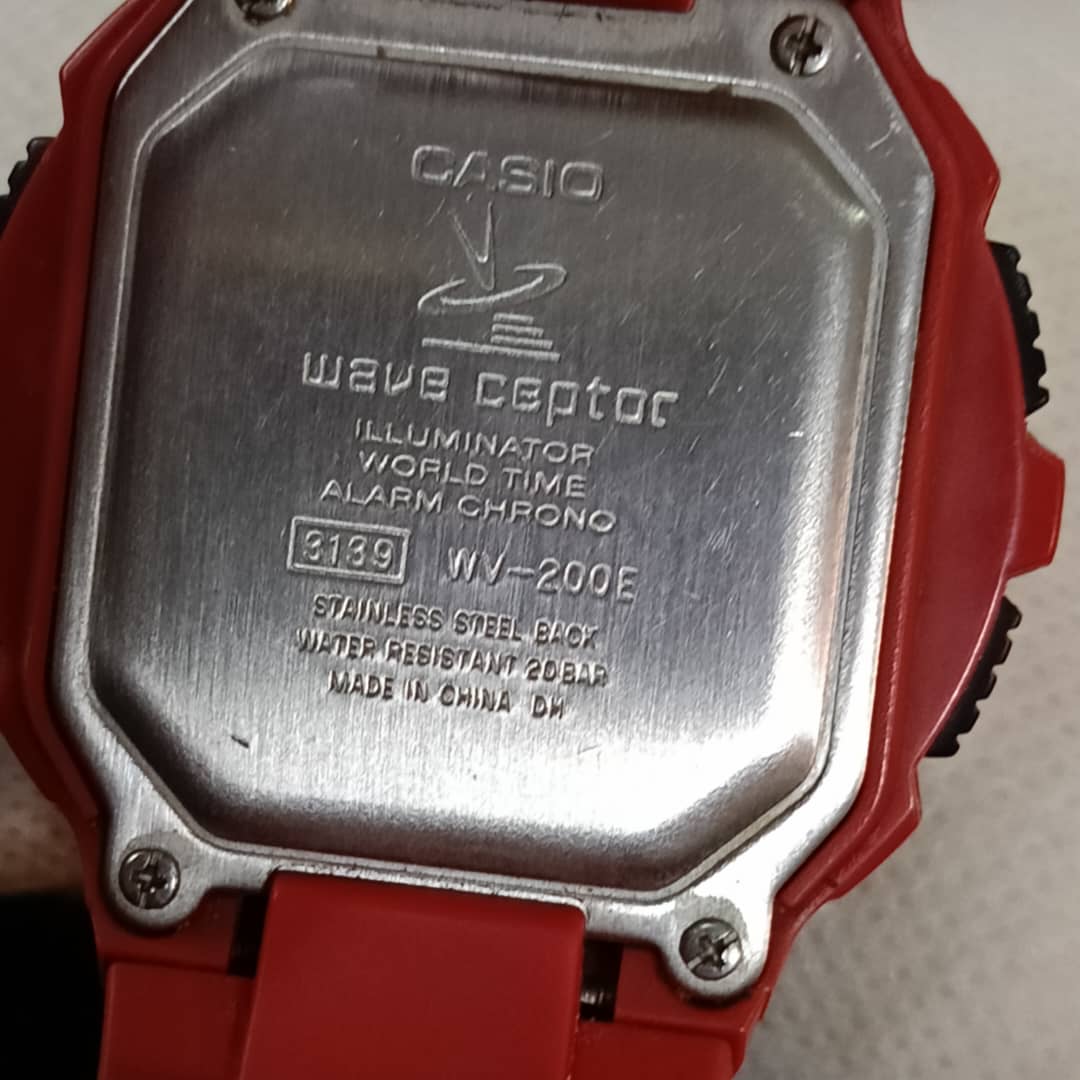 CASIO
wave ceptor
ILLUMINATOR
WORLD TIME
ALARM CHRONO
3139 WV-200E
STAINLESS STEEL BACK
WATER RESISTANT 20BAR
MADE IN CHINA DH